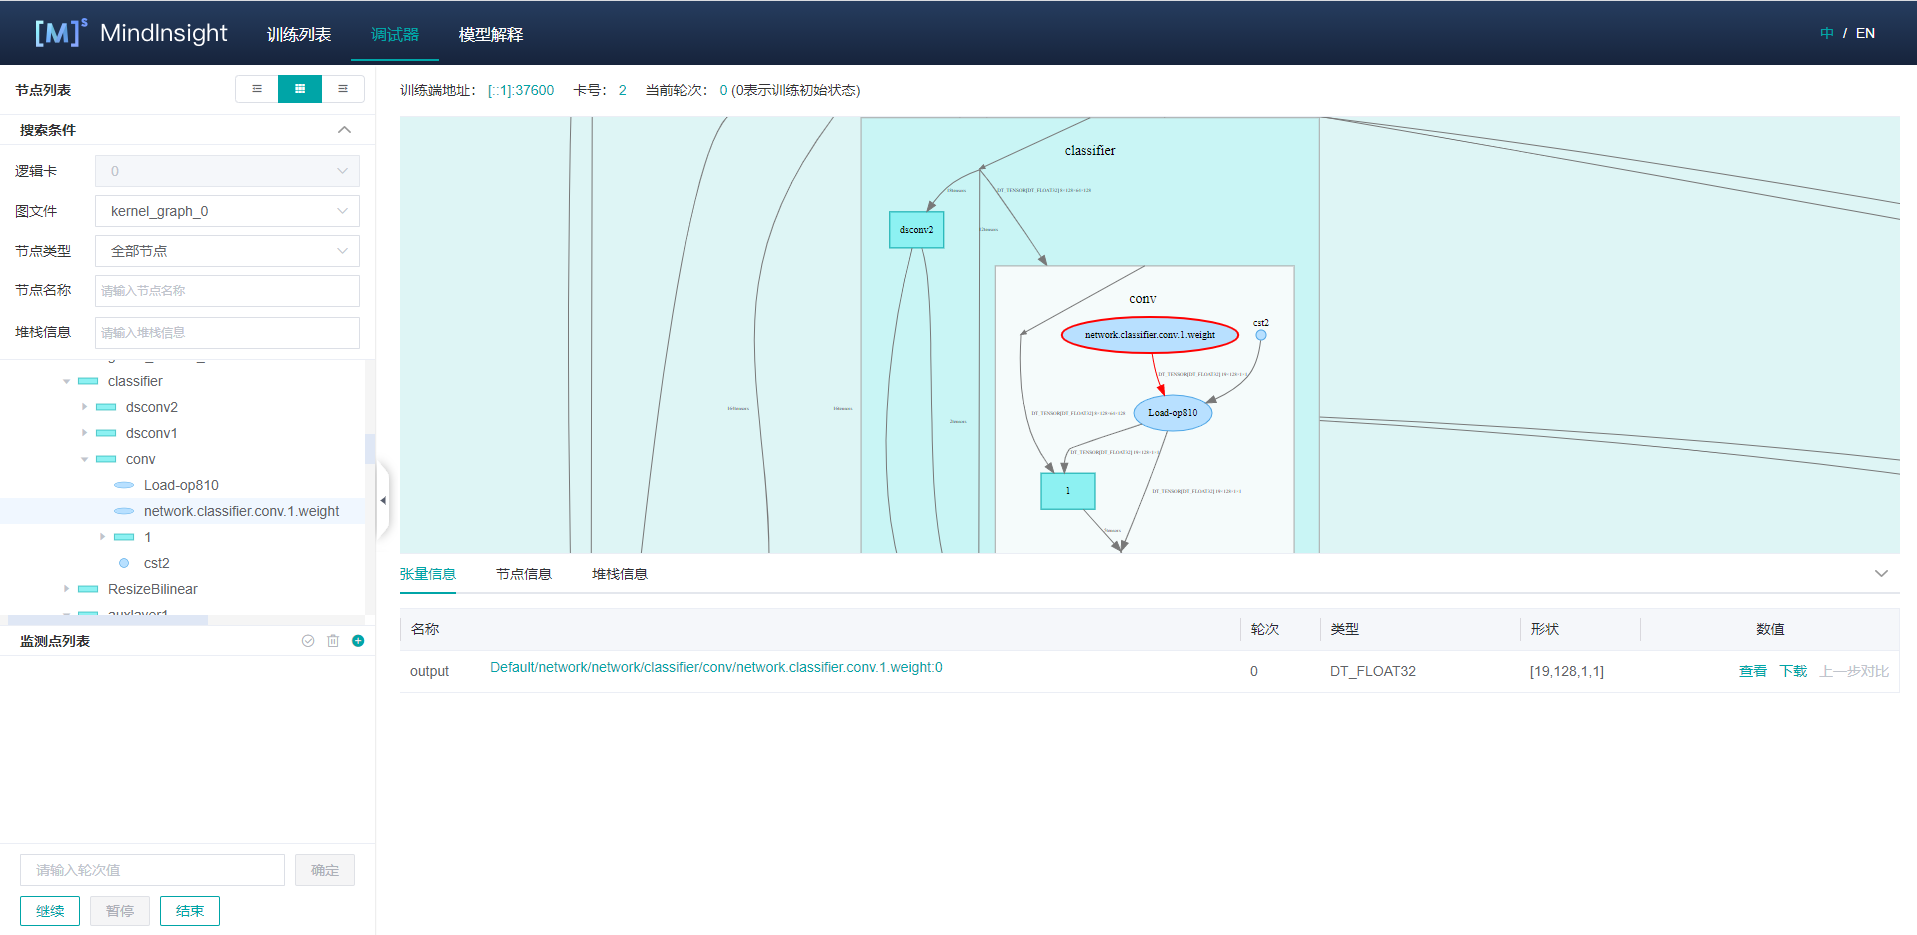 [M]s MindInsight 训练列表 调试器 模型解释 中 / EN
节点列表
搜索条件
逻辑卡 0
图文件 kernel_graph_0
节点类型 全部节点
节点名称 请输入节点名称
堆栈信息 请输入堆栈信息
classifier
dsconv2
dsconv1
conv
Load-op810
network.classifier.conv.1.weight
1
cst2
ResizeBilinear
auxlayer1
监测点列表
请输入轮次值 确定
继续 暂停 结束
训练端地址： [::1]:37600 卡号： 2 当前轮次： 0 (0表示训练初始状态)
classifier
dsconv2
conv
network.classifier.conv.1.weight
cst2
Load-op810
1
张量信息 节点信息 堆栈信息
名称 轮次 类型 形状 数值
output Default/network/network/classifier/conv/network.classifier.conv.1.weight:0 0 DT_FLOAT32 [19,128,1,1] 查看 下载 上一步对比